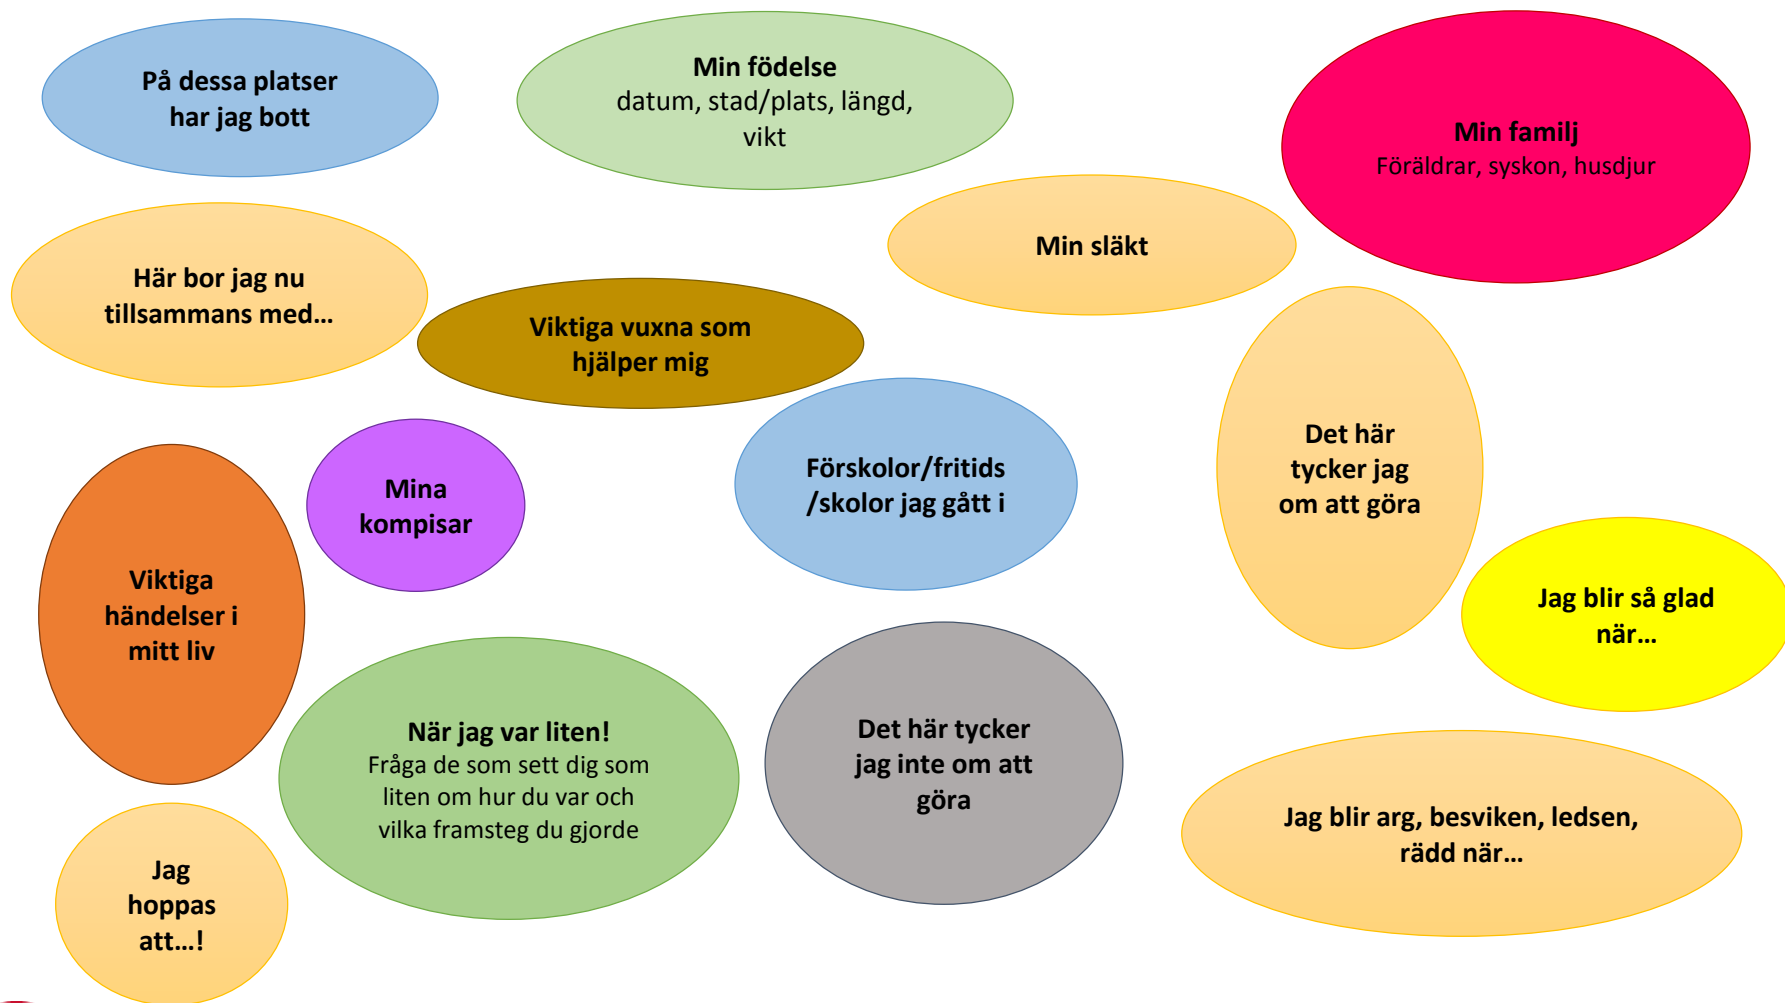 På dessa platser
har jag bott
Min födelse
datum, stad/plats, längd,
vikt
Min familj
Föräldrar, syskon, husdjur
Min släkt
Här bor jag nu
tillsammans med…
Viktiga vuxna som
hjälper mig
Det här
tycker jag
om att göra
Förskolor/fritids
/skolor jag gått i
Mina
kompisar
Viktiga
händelser i
mitt liv
Jag blir så glad
när…
När jag var liten!
Fråga de som sett dig som
liten om hur du var och
vilka framsteg du gjorde
Det här tycker
jag inte om att
göra
Jag blir arg, besviken, ledsen,
rädd när…
Jag
hoppas
att…!